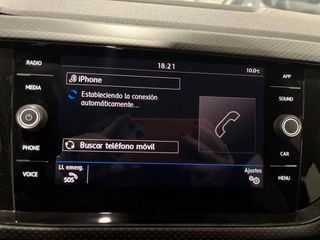 18:21
10.0°C
RADIO
MEDIA
PHONE
VOICE
iPhone
Estableciendo la conexión
automáticamente...
Buscar teléfono móvil
LL emerg.
SOS
Ajustes
APP
SOUND
CAR
MENU